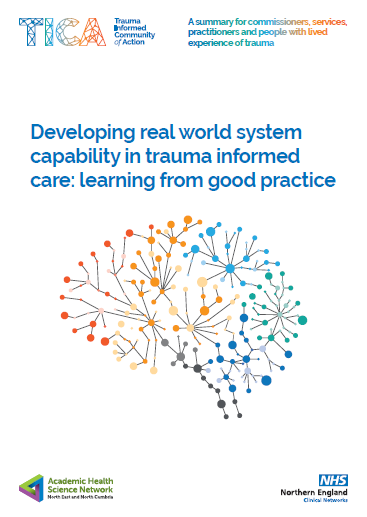 TICA
Trauma
Informed
Community
of Action
A summary for commissioners, services,
practitioners and people with lived
experience of trauma
Developing real world system
capability in trauma informed
care: learning from good practice
Academic Health
Science Network
North East and North Cumbria
NHS
Northern England
Clinical Networks